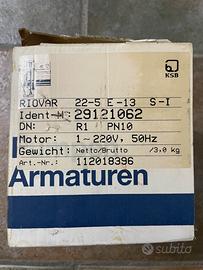 KSB
RIOVAR 22-5 E-13 S-I
Ident-N: 29121062
DN: R1 PN10
Motor: 1~220V, 50Hz
Gewicht: Netto/Brutto /3,0 kg
Art.-Nr.: 112018396
Armaturen
subito